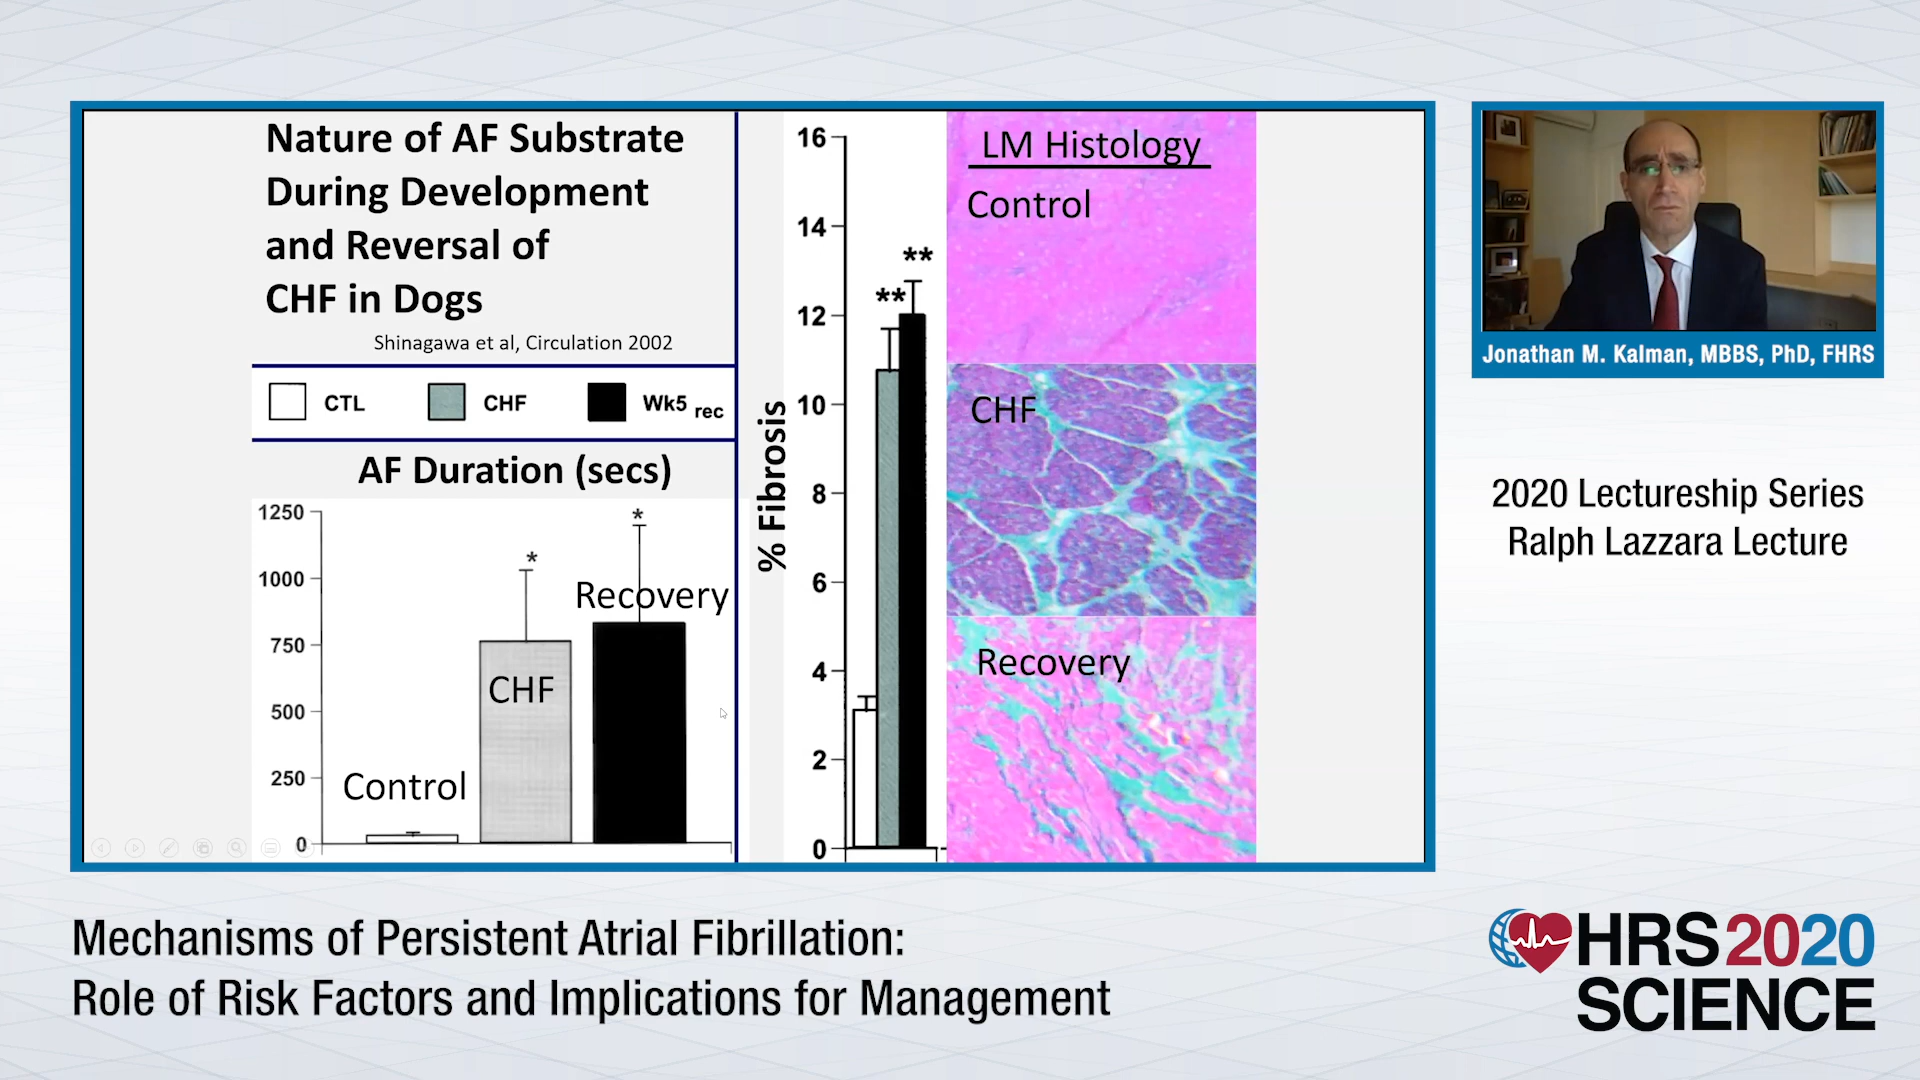 Nature of AF Substrate
During Development
and Reversal of
CHF in Dogs
Shinagawa et al, Circulation 2002
CTL CHF Wk5 rec
AF Duration (secs)
1250
1000
750
500
250
0
*
*
Control
CHF
Recovery
% Fibrosis
16
14
12
10
8
6
4
2
0
**
**
LM Histology
Control
CHF
Recovery
Jonathan M. Kalman, MBBS, PhD, FHRS
2020 Lectureship Series
Ralph Lazzara Lecture
Mechanisms of Persistent Atrial Fibrillation:
Role of Risk Factors and Implications for Management
HRS 2020
SCIENCE